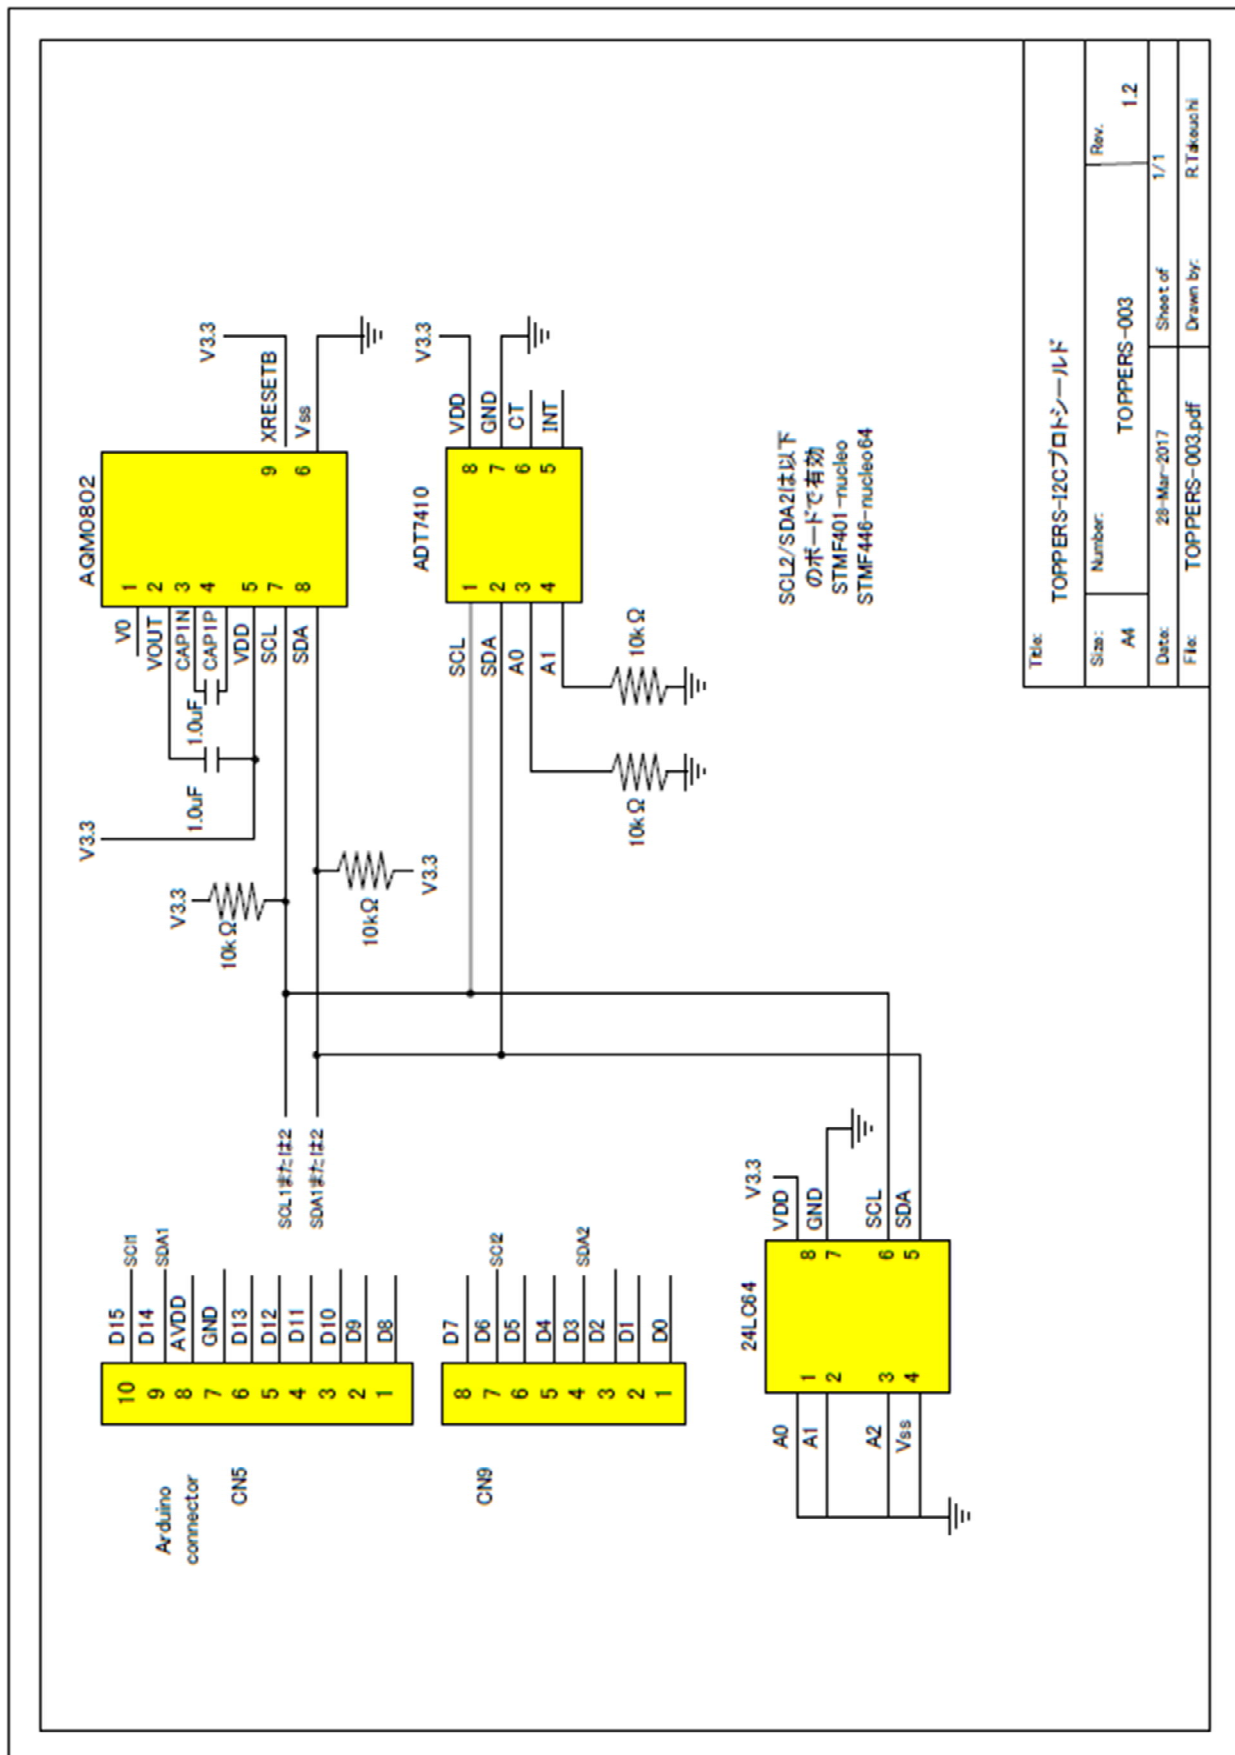 Arduino
connector
CN5
10
9
8
7
6
5
4
3
2
1
D15
D14
AVDD
GND
D13
D12
D11
D10
D9
D8
SCl1
SDA1
CN9
8
7
6
5
4
3
2
1
D7
D6
D5
D4
D3
D2
D1
D0
SCl2
SDA2
SCL1または2
SDA1または2
V3.3
10kΩ
10kΩ
V3.3
V3.3
1.0uF
1.0uF
AQM0802
V0
VOUT
CAP1N
CAP1P
VDD
SCL
SDA
1
2
3
4
5
7
8
9
6
XRESETB
Vss
V3.3
ADT7410
SCL
SDA
A0
A1
1
2
3
4
8
7
6
5
VDD
GND
CT
INT
V3.3
10kΩ
10kΩ
24LC64
A0
A1
A2
Vss
1
2
3
4
8
7
6
5
VDD
GND
SCL
SDA
V3.3
SCL2/SDA2は以下
のボードで有効
STMF401-nucleo
STMF446-nucleo64
Title:
TOPPERS-I2Cプロトシールド
Size:
A4
Number:
TOPPERS-003
Rev.
1.2
Date:
28-Mar-2017
Sheet of
1/1
File:
TOPPERS-003.pdf
Drawn by:
R.Takeuchi